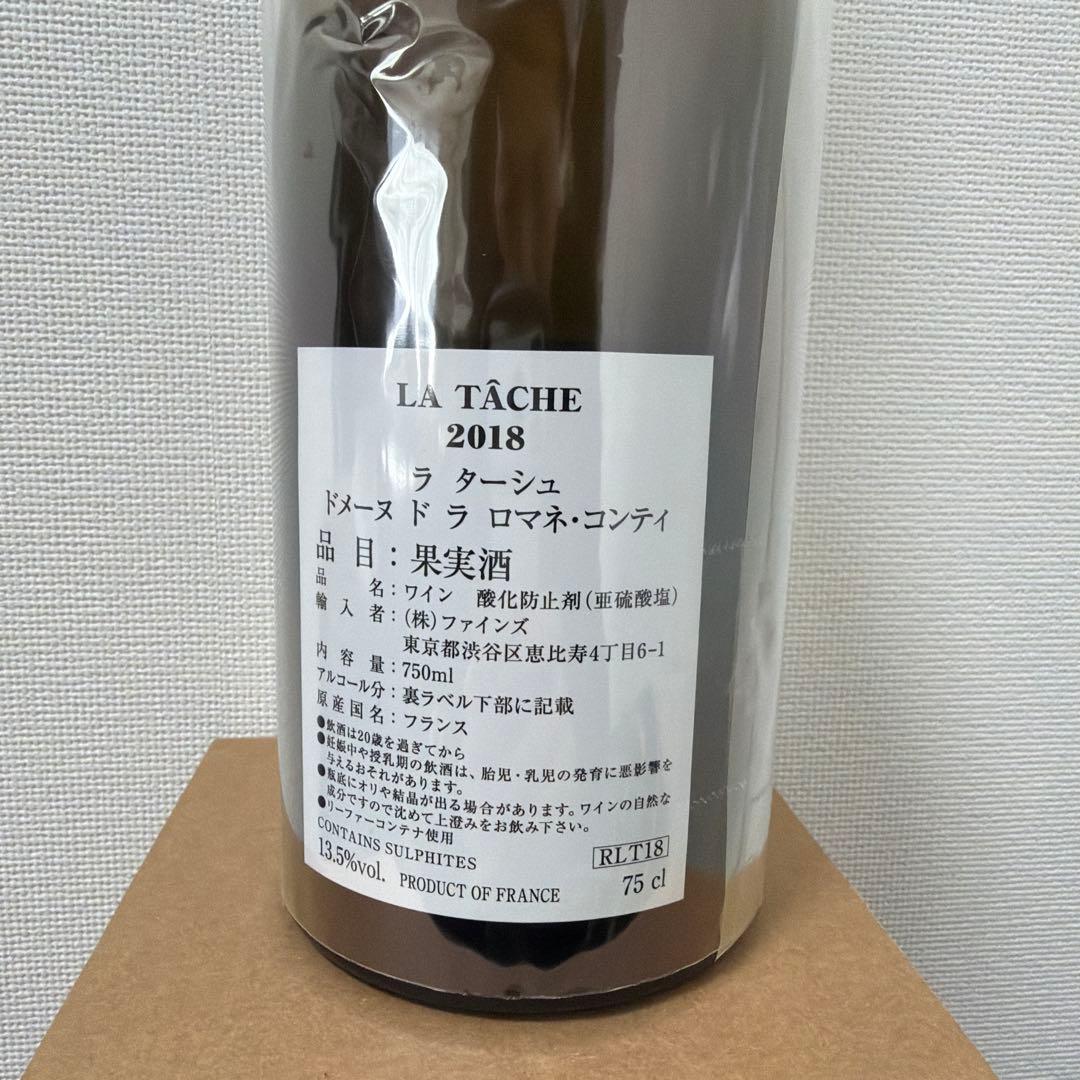 LA TÂCHE
2018
ラ ターシュ
ドメーヌ ド ラ ロマネ・コンティ
品目：果実酒
品名：ワイン 酸化防止剤（亜硫酸塩）
輸入者：（株）ファインズ
東京都渋谷区恵比寿4丁目6-1
内容量：750ml
アルコール分：裏ラベル下部に記載
原産国名：フランス
●飲酒は20歳を過ぎてから
●妊娠中や授乳期の飲酒は、胎児・乳児の発育に悪影響を
与えるおそれがあります。
●瓶底にオリや結晶が出る場合があります。ワインの自然な
成分ですので沈めて上澄みをお飲み下さい。
●リーファーコンテナ使用
CONTAINS SULPHITES
RLT18
13.5%vol. PRODUCT OF FRANCE 75 cl